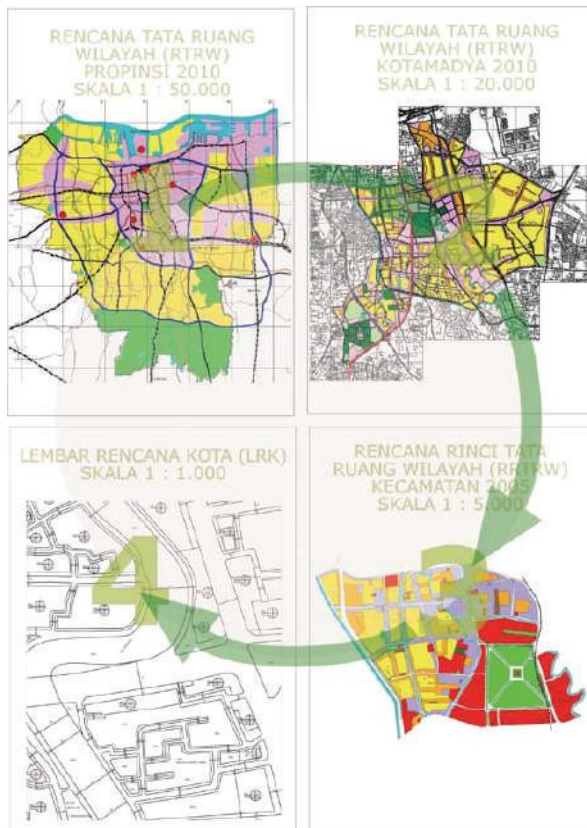 RENCANA TATA RUANG
WILAYAH (RTRW)
PROPINSI 2010
SKALA 1 : 50.000
RENCANA TATA RUANG
WILAYAH (RTRW)
KOTAMADYA 2010
SKALA 1 : 20.000
LEMBAR RENCANA KOTA (LRK)
SKALA 1 : 1.000
4
RENCANA RINCI TATA
RUANG WILAYAH (RRTRW)
KECAMATAN 2005
SKALA 1 : 5.000
3